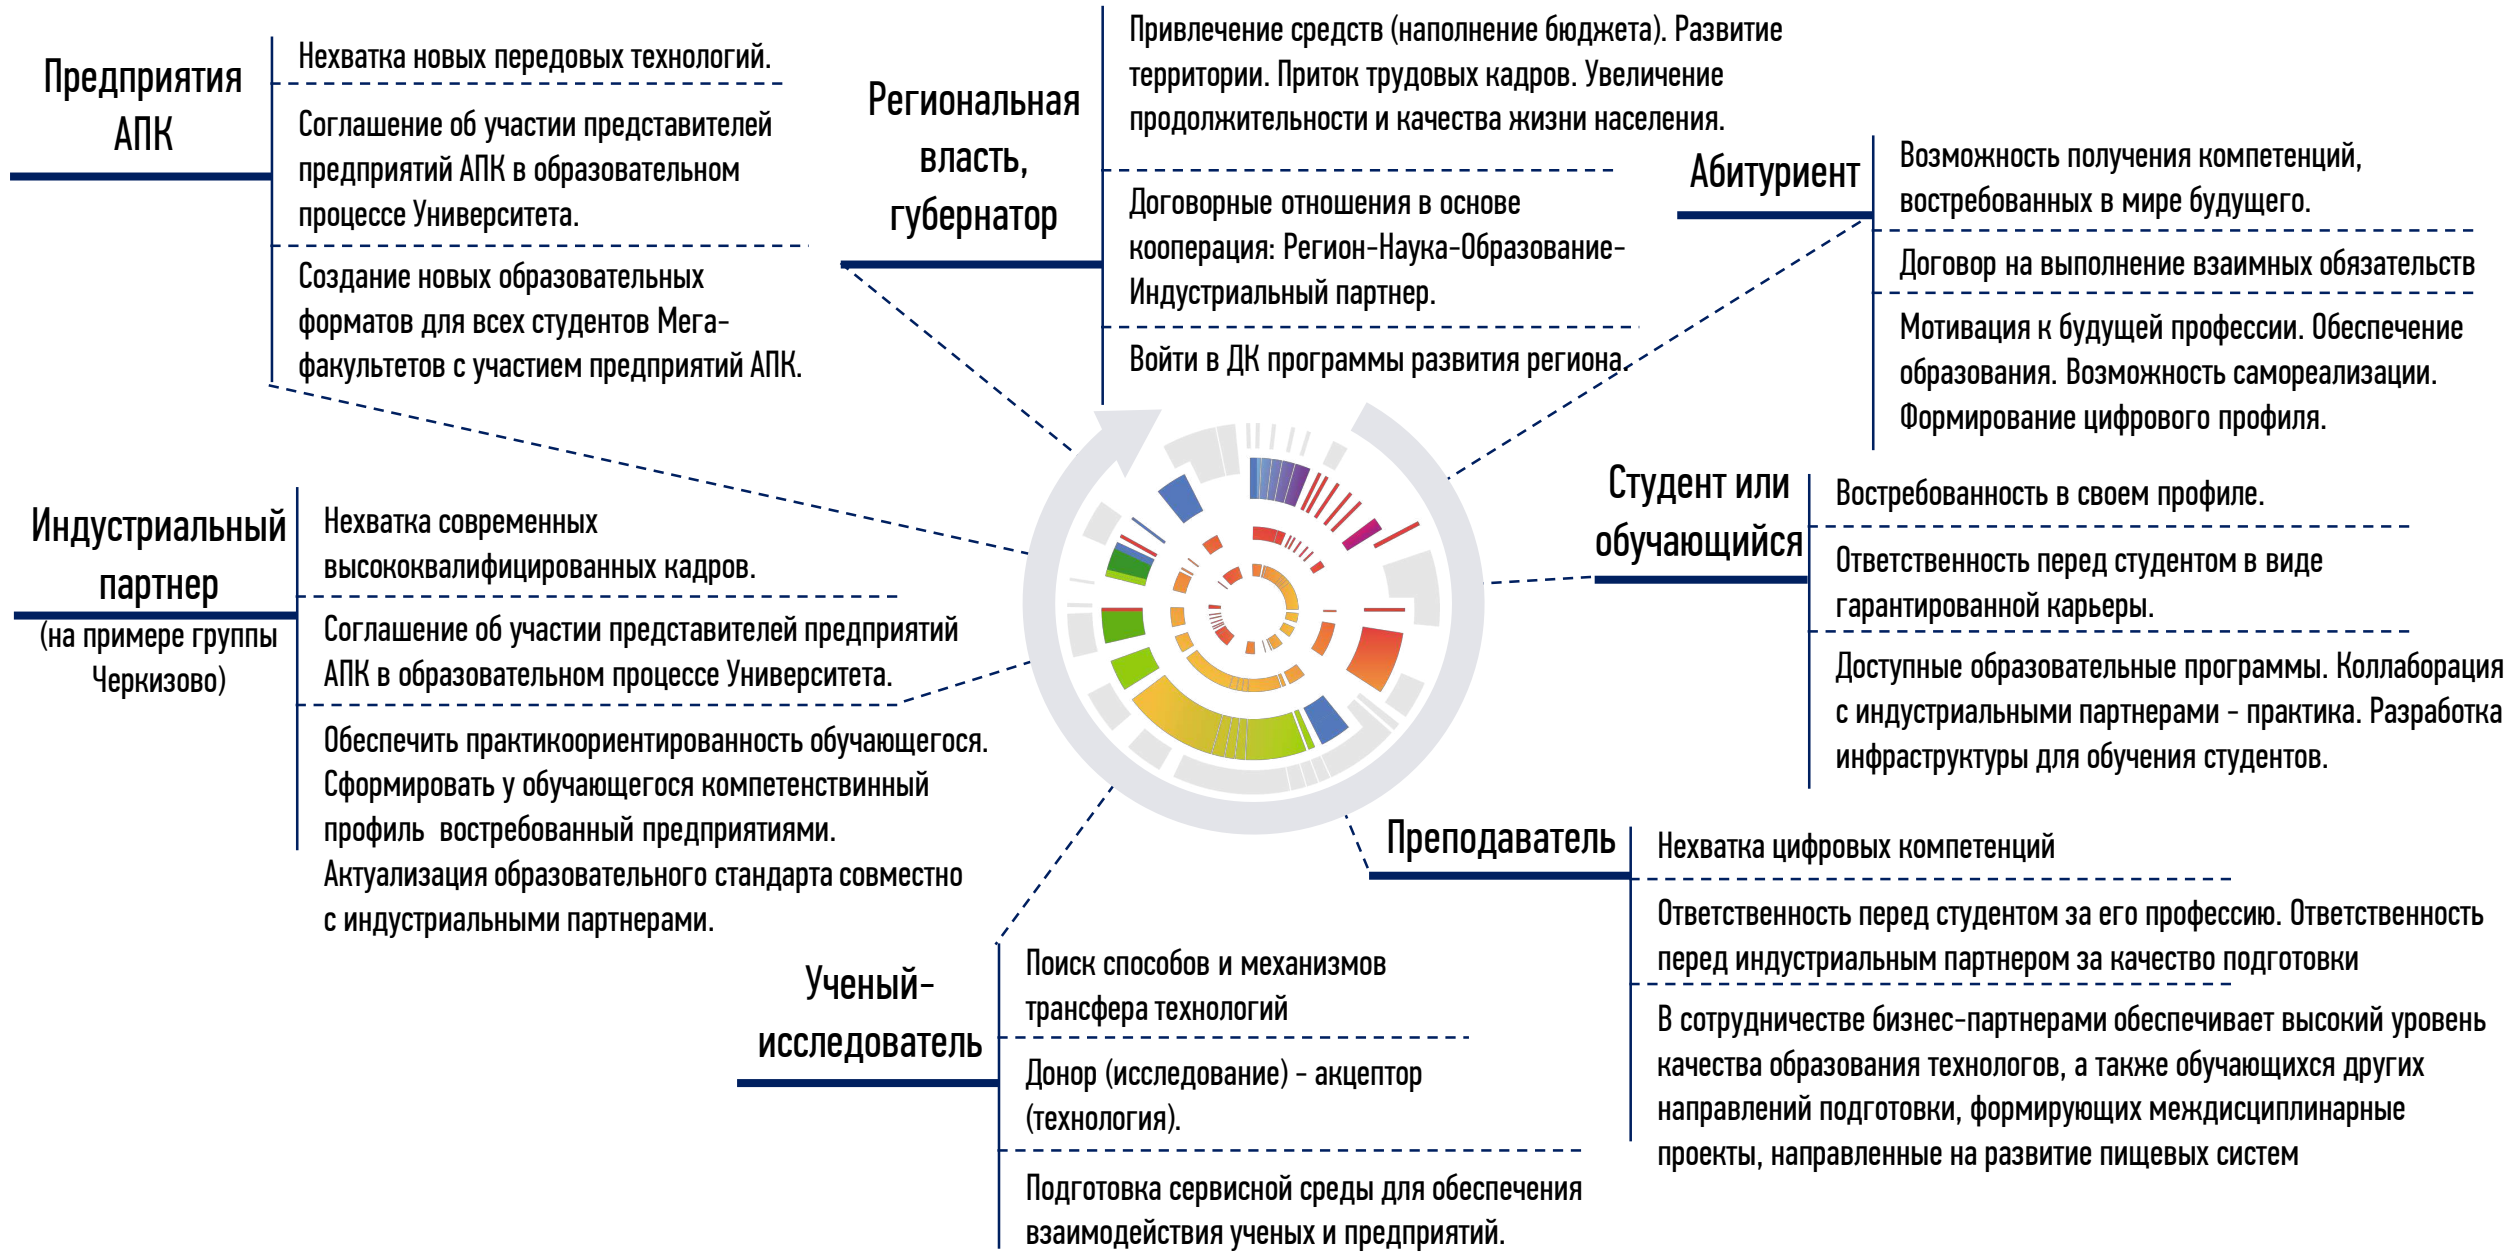 Предприятия
АПК
Нехватка новых передовых технологий.
Соглашение об участии представителей
предприятий АПК в образовательном
процессе Университета.
Создание новых образовательных
форматов для всех студентов Мега-
факультетов с участием предприятий АПК.
Региональная
власть,
губернатор
Привлечение средств (наполнение бюджета). Развитие
территории. Приток трудовых кадров. Увеличение
продолжительности и качества жизни населения.
Договорные отношения в основе
кооперация: Регион-Наука-Образование-
Индустриальный партнер.
Войти в ДК программы развития региона.
Абитуриент
Возможность получения компетенций,
востребованных в мире будущего.
Договор на выполнение взаимных обязательств
Мотивация к будущей профессии. Обеспечение
образования. Возможность самореализации.
Формирование цифрового профиля.
Индустриальный
партнер
(на примере группы
Черкизово)
Нехватка современных
высококвалифицированных кадров.
Соглашение об участии представителей предприятий
АПК в образовательном процессе Университета.
Обеспечить практикоориентированность обучающегося.
Сформировать у обучающегося компетенствинный
профиль  востребованный предприятиями.
Актуализация образовательного стандарта совместно
с индустриальными партнерами.
Студент или
обучающийся
Востребованность в своем профиле.
Ответственность перед студентом в виде
гарантированной карьеры.
Доступные образовательные программы. Коллаборация
с индустриальными партнерами - практика. Разработка
инфраструктуры для обучения студентов.
Преподаватель
Нехватка цифровых компетенций
Ответственность перед студентом за его профессию. Ответственность
перед индустриальным партнером за качество подготовки
В сотрудничестве бизнес-партнерами обеспечивает высокий уровень
качества образования технологов, а также обучающихся других
направлений подготовки, формирующих междисциплинарные
проекты, направленные на развитие пищевых систем
Ученый-
исследователь
Поиск способов и механизмов
трансфера технологий
Донор (исследование) - акцептор
(технология).
Подготовка сервисной среды для обеспечения
взаимодействия ученых и предприятий.